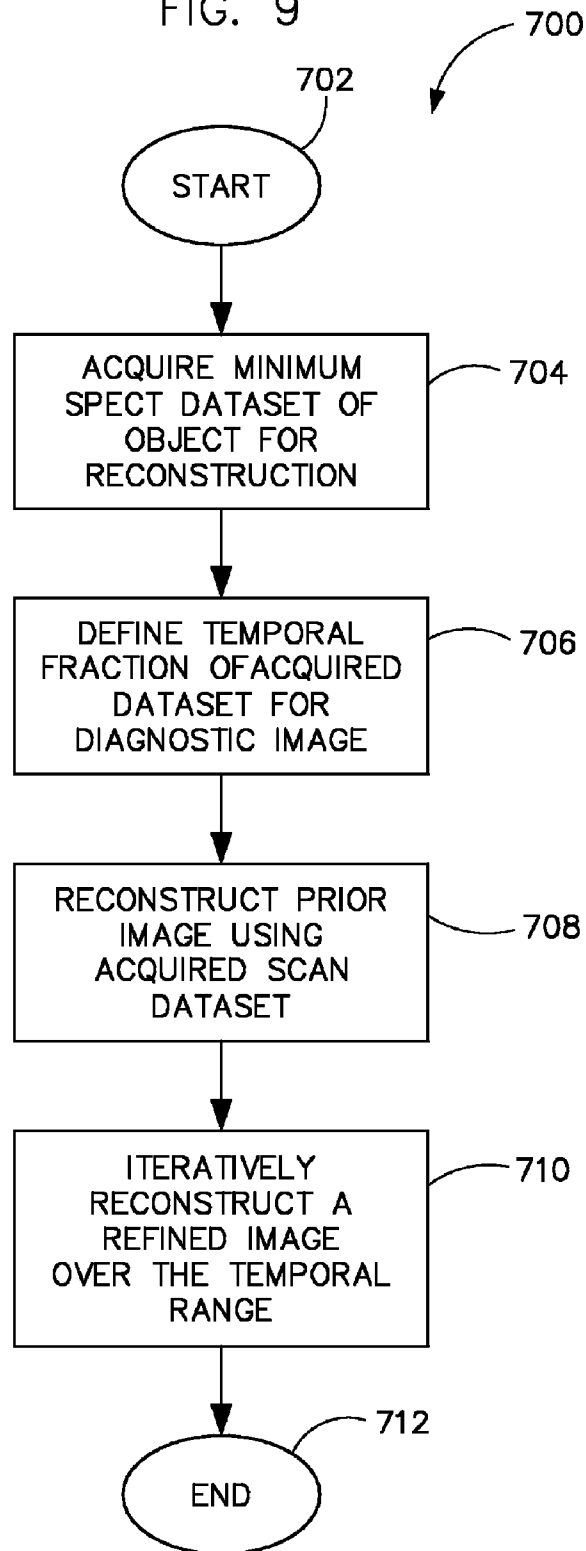 FIG. 9
700
702
START
ACQUIRE MINIMUM
SPECT DATASET OF
OBJECT FOR
RECONSTRUCTION
704
DEFINE TEMPORAL
FRACTION OFACQUIRED
DATASET FOR
DIAGNOSTIC IMAGE
706
RECONSTRUCT PRIOR
IMAGE USING
ACQUIRED SCAN
DATASET
708
ITERATIVELY
RECONSTRUCT A
REFINED IMAGE
OVER THE TEMPORAL
RANGE
710
712
END